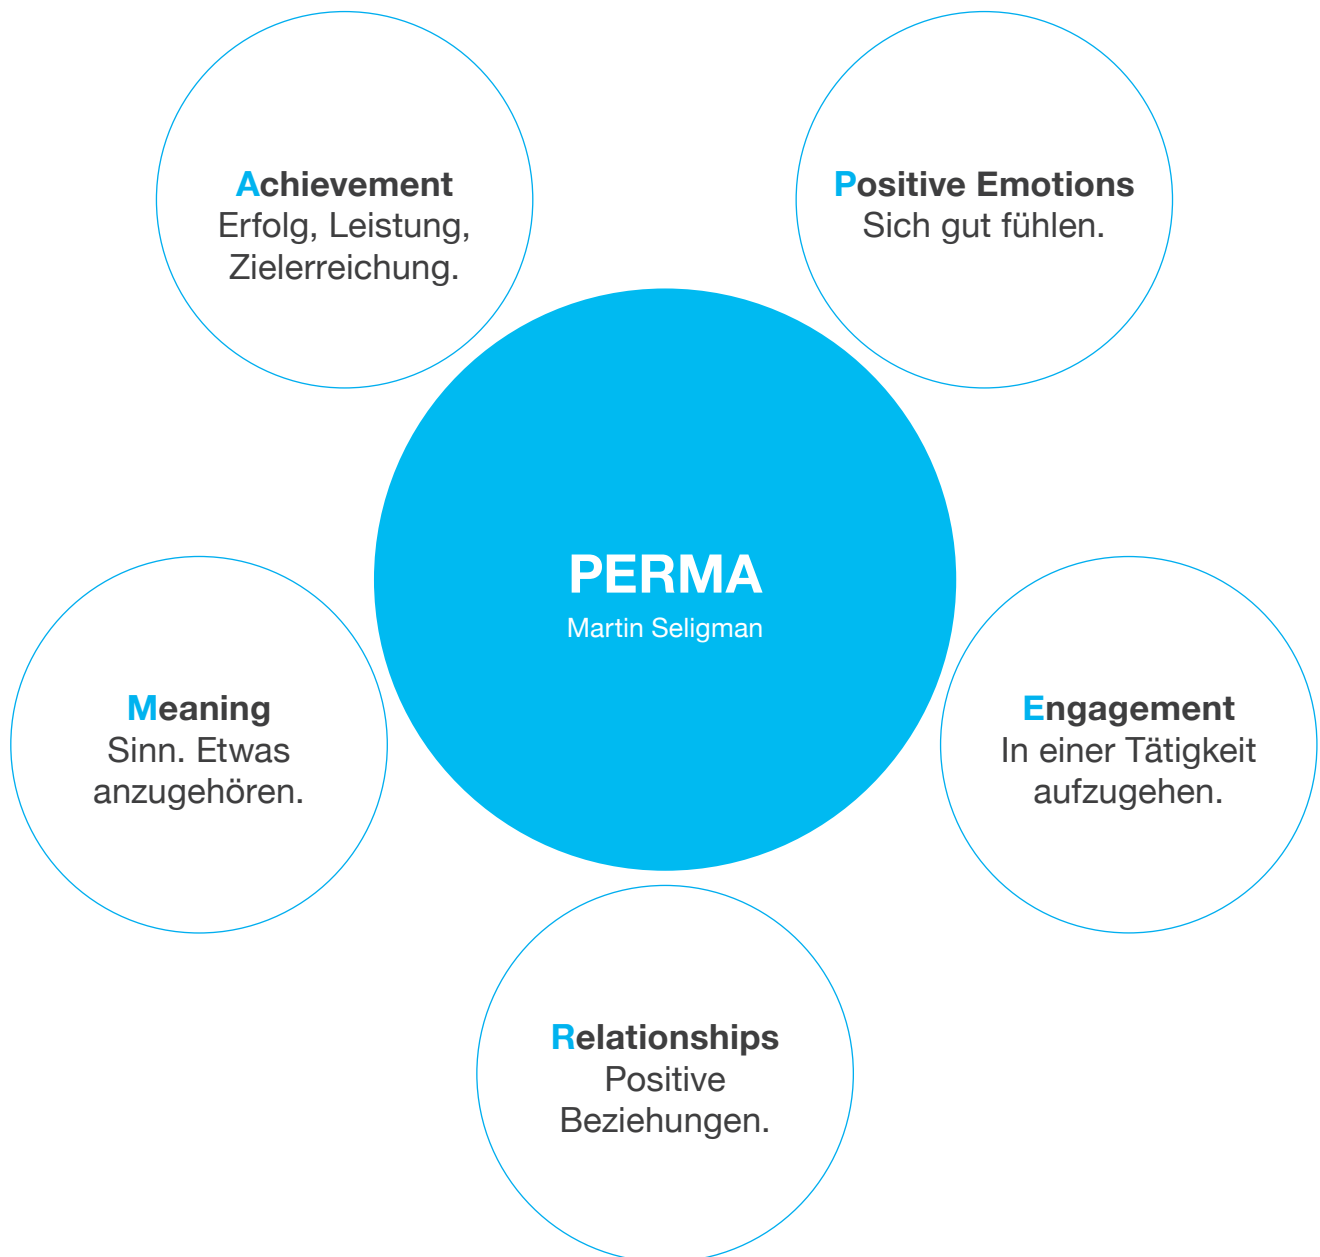 Achievement
Erfolg, Leistung,
Zielerreichung.
Positive Emotions
Sich gut fühlen.
PERMA
Martin Seligman
Meaning
Sinn. Etwas
anzugehören.
Engagement
In einer Tätigkeit
aufzugehen.
Relationships
Positive
Beziehungen.